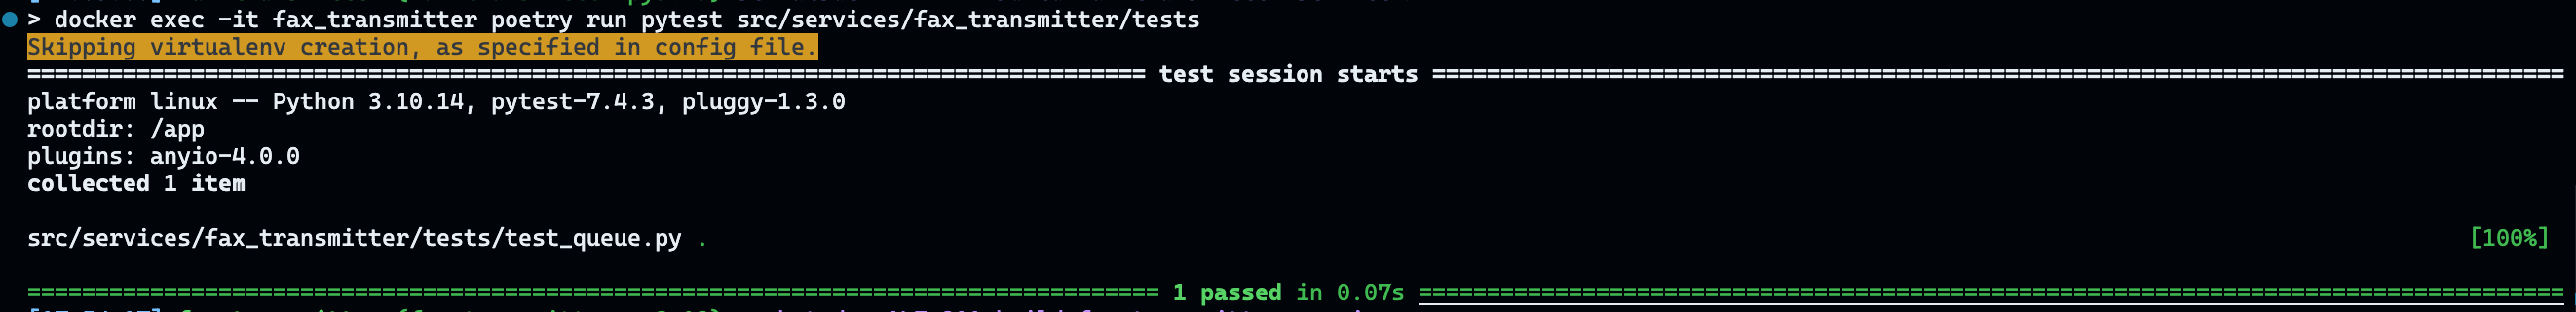 > docker exec -it fax_transmitter poetry run pytest src/services/fax_transmitter/tests
Skipping virtualenv creation, as specified in config file.
================================================================================== test session starts ===================================================================================
platform linux -- Python 3.10.14, pytest-7.4.3, pluggy-1.3.0
rootdir: /app
plugins: anyio-4.0.0
collected 1 item
src/services/fax_transmitter/tests/test_queue.py . [100%]
=================================================================================== 1 passed in 0.07s ====================================================================================